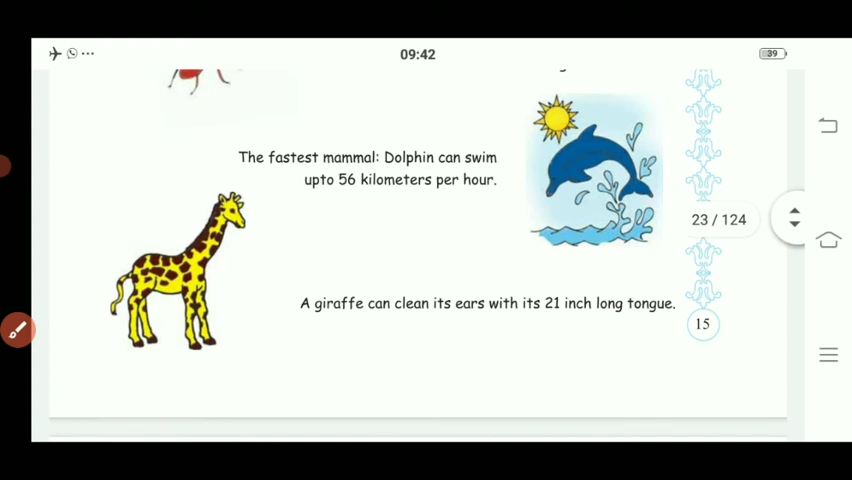 09:42
39
The fastest mammal: Dolphin can swim
upto 56 kilometers per hour.
23 / 124
A giraffe can clean its ears with its 21 inch long tongue.
15